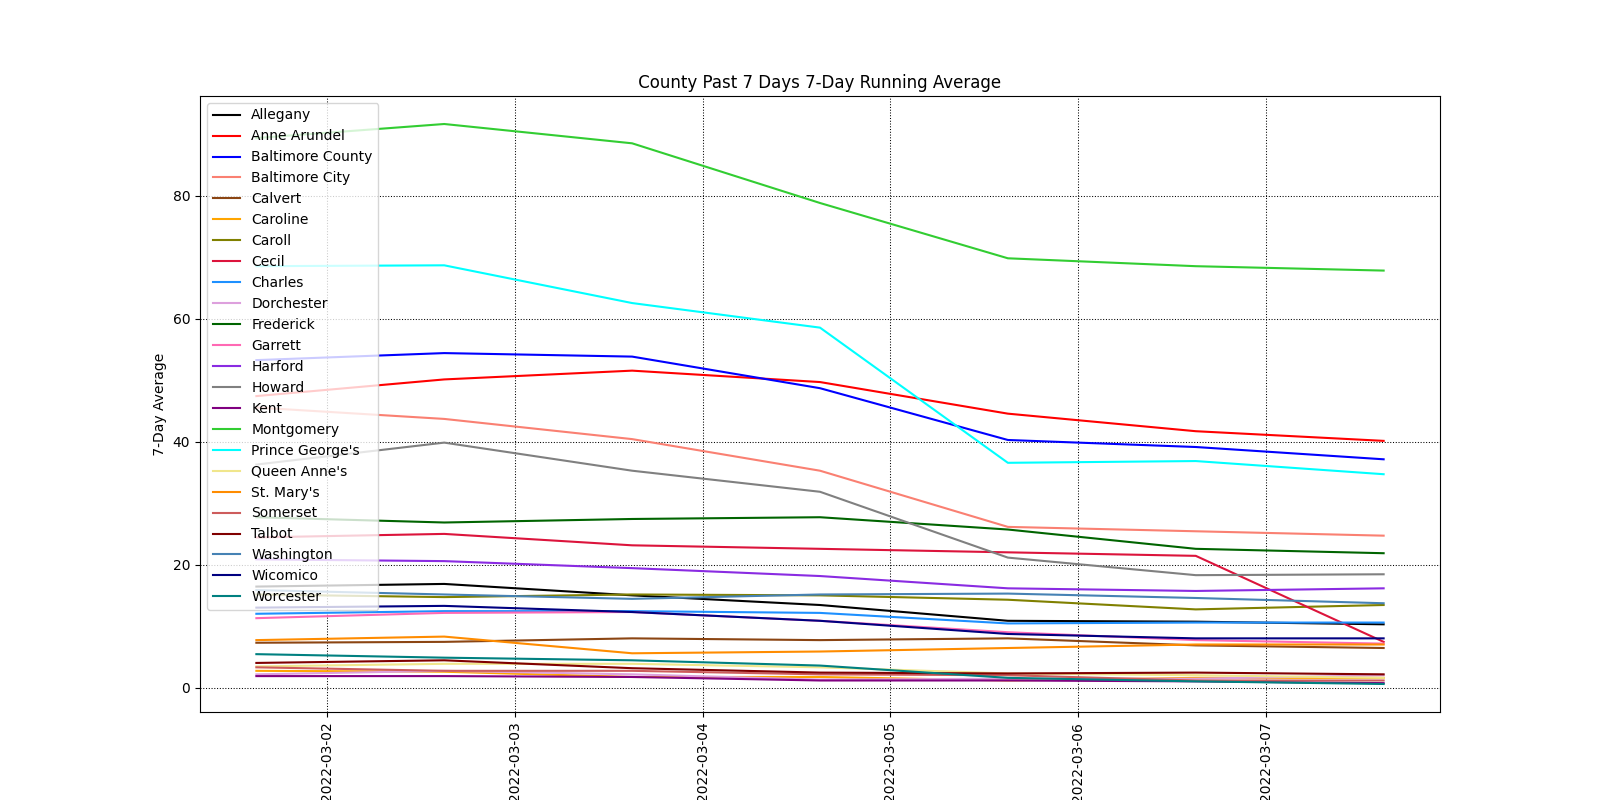 County Past 7 Days 7-Day Running Average
Allegany
Anne Arundel
Baltimore County
Baltimore City
Calvert
Caroline
Caroll
Cecil
Charles
Dorchester
Frederick
Garrett
Harford
Howard
Kent
Montgomery
Prince George's
Queen Anne's
St. Mary's
Somerset
Talbot
Washington
Wicomico
Worcester
7-Day Average
80
60
40
20
0
2022-03-02
2022-03-03
2022-03-04
2022-03-05
2022-03-06
2022-03-07